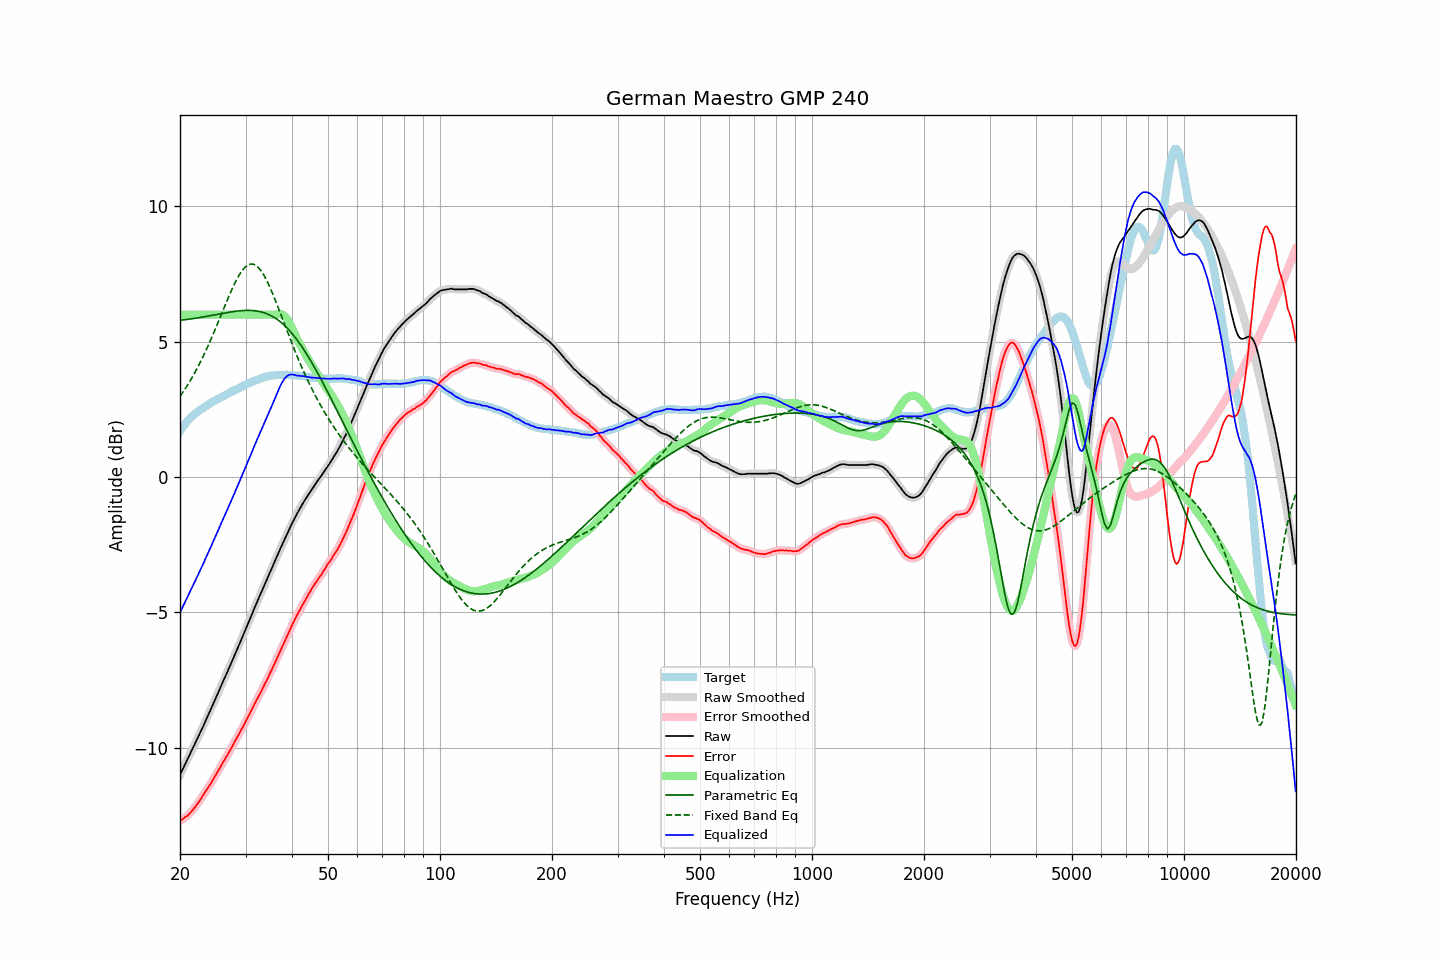 German Maestro GMP 240
Amplitude (dBr)
10
5
0
−5
−10
Target
Raw Smoothed
Error Smoothed
Raw
Error
Equalization
Parametric Eq
Fixed Band Eq
Equalized
20 50 100 200 500 1000 2000 5000 10000 20000
Frequency (Hz)